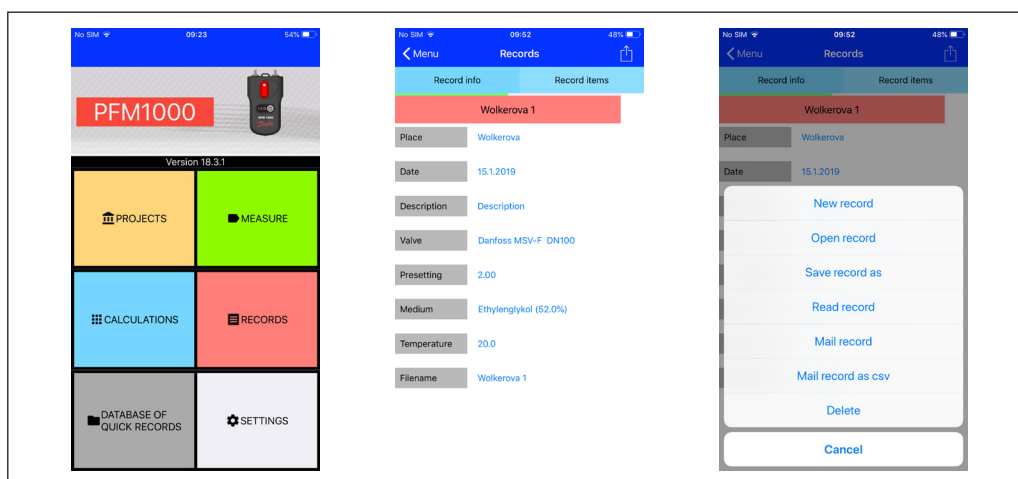 No SIM 09:23 54%
PFM1000
Version 18.3.1
PROJECTS
MEASURE
CALCULATIONS
RECORDS
DATABASE OF
QUICK RECORDS
SETTINGS
No SIM 09:52 48%
Menu Records
Record info Record items
Wolkerova 1
Place Wolkerova
Date 15.1.2019
Description Description
Valve Danfoss MSV-F DN100
Presetting 2.00
Medium Ethylenglykol (52.0%)
Temperature 20.0
Filename Wolkerova 1
No SIM 09:52 48%
Menu Records
Record info Record items
Wolkerova 1
Place Wolkerova
Date 15.1.2019
New record
Open record
Save record as
Read record
Mail record
Mail record as csv
Delete
Cancel